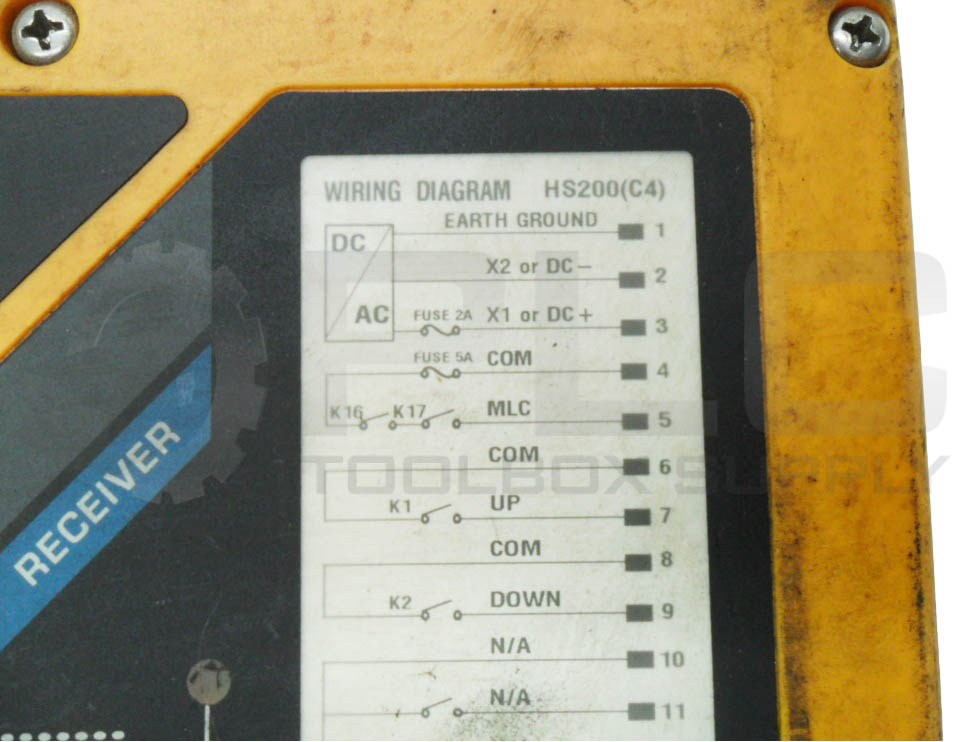 WIRING DIAGRAM HS200(C4)
EARTH GROUND 1
DC
X2 or DC − 2
AC FUSE 2A X1 or DC + 3
FUSE 5A COM 4
K16 K17 MLC 5
COM 6
K1 UP 7
COM 8
K2 DOWN 9
N/A 10
N/A 11
RECEIVER
PLC
TOOLBOX SUPPLY